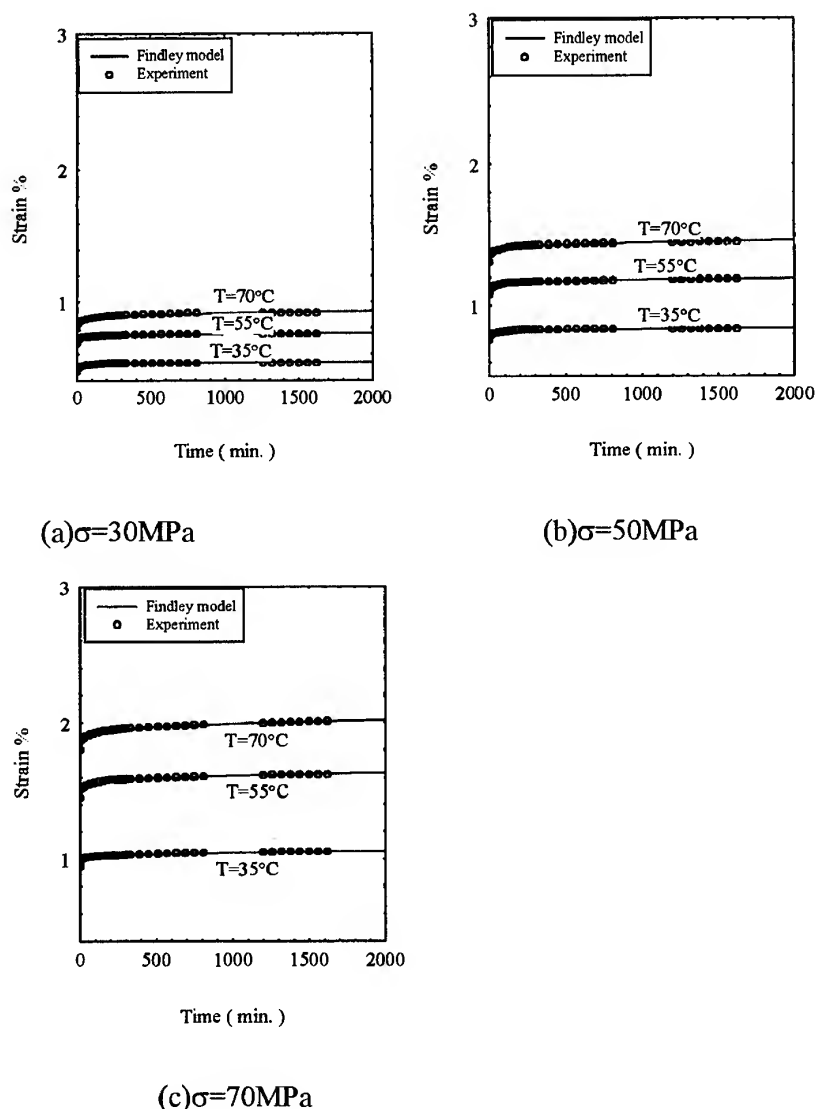 3
Findley model
Experiment
2
Strain %
T=70°C
1
T=55°C
T=35°C
0 500 1000 1500 2000
Time ( min. )
(a)σ=30MPa
3
Findley model
Experiment
2
Strain %
T=70°C
T=55°C
1
T=35°C
0 500 1000 1500 2000
Time ( min. )
(b)σ=50MPa
3
Findley model
Experiment
2
Strain %
T=70°C
T=55°C
1
T=35°C
0 500 1000 1500 2000
Time ( min. )
(c)σ=70MPa